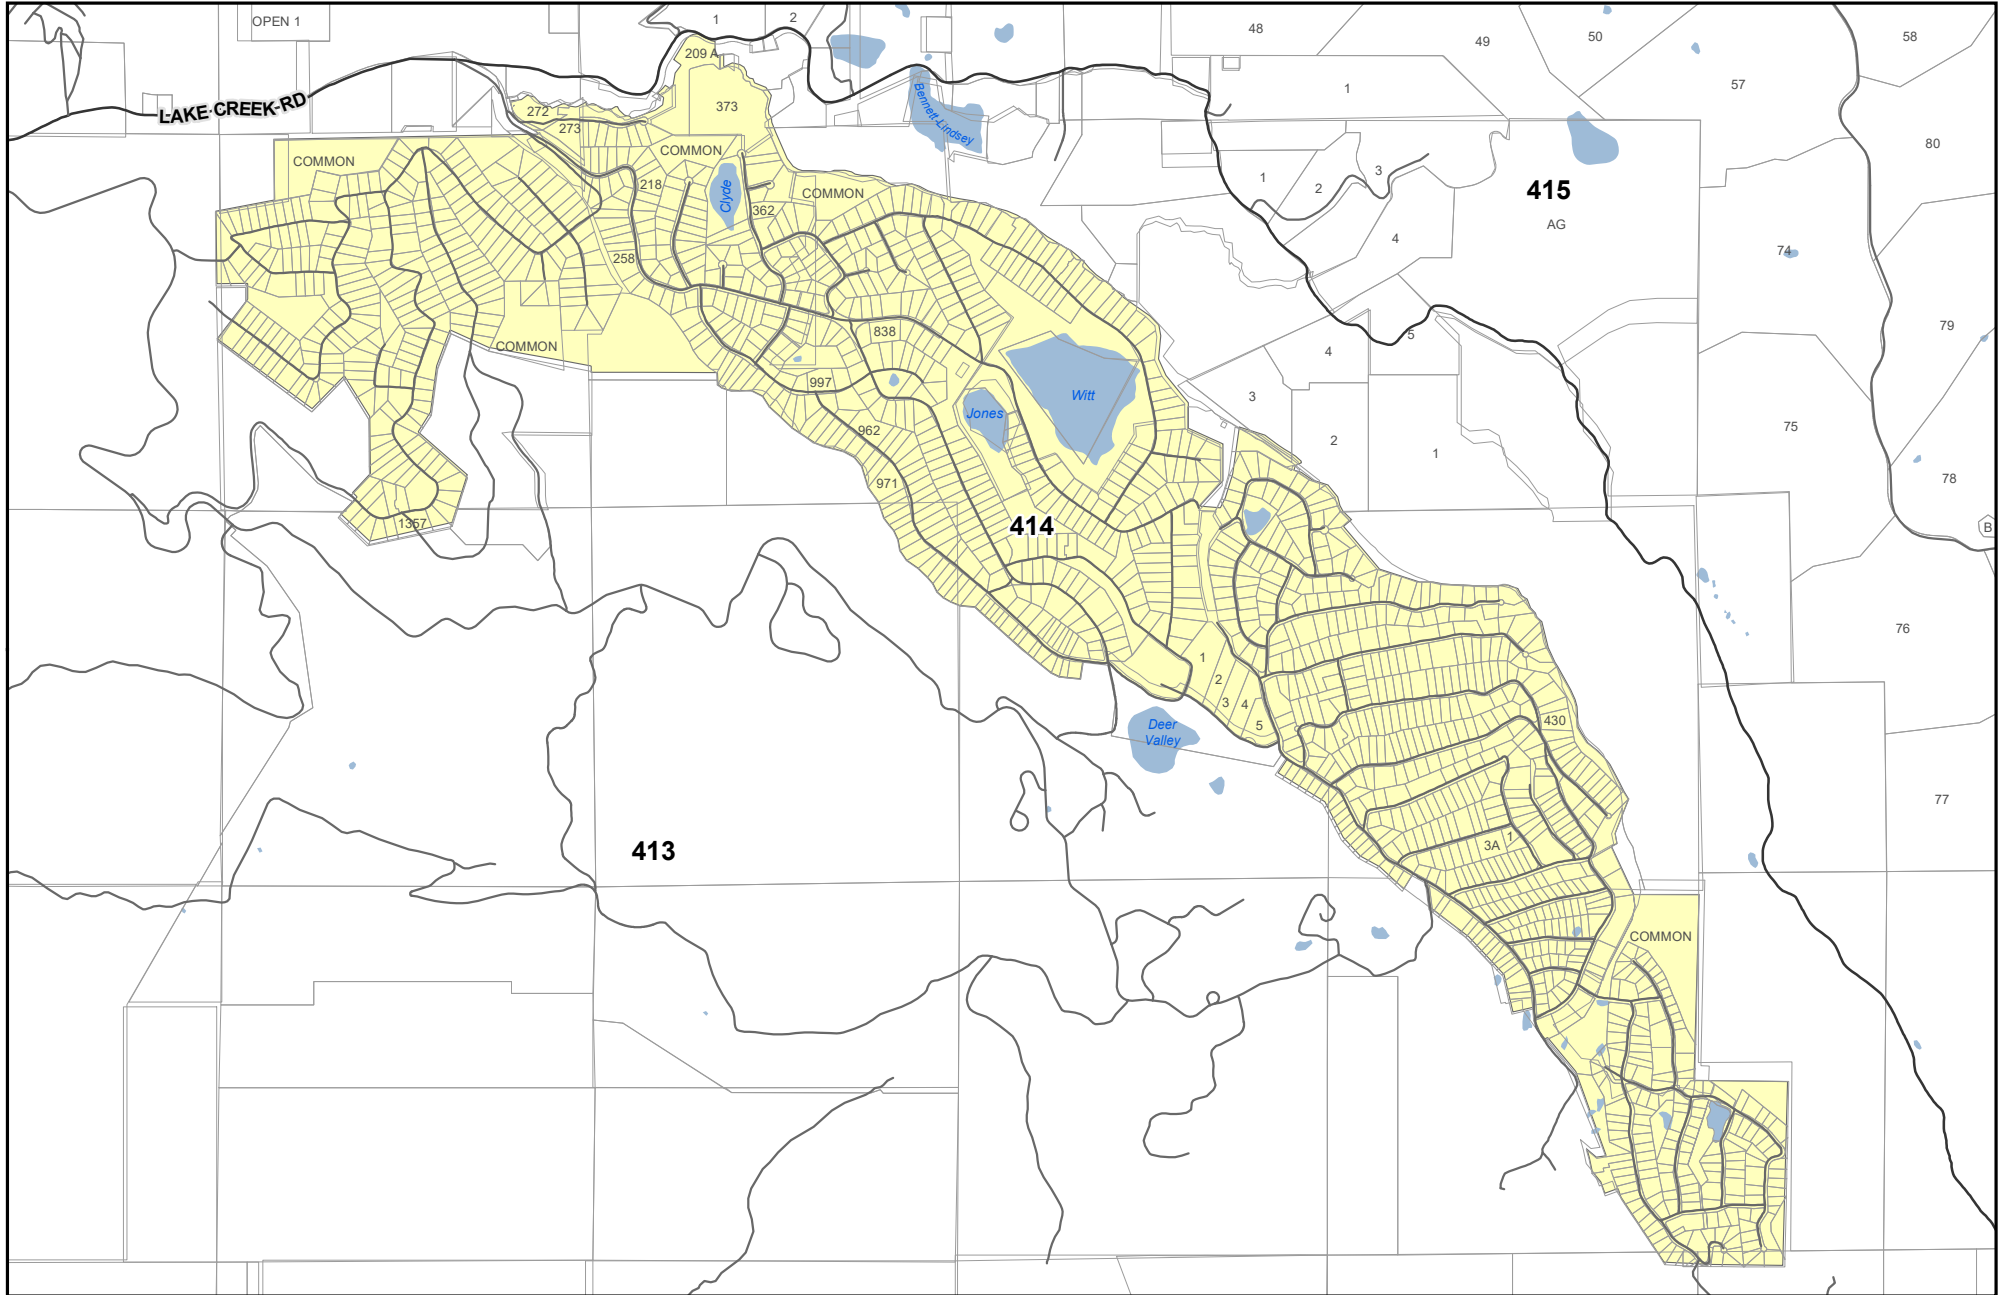 OPEN 1
1
2
48
49
50
58
209 A
57
LAKE CREEK RD
272
373
1
Bennett-Lindsey
273
80
COMMON
COMMON
218
Clyde
COMMON
1
2
3
415
362
AG
4
74
258
838
5
79
COMMON
4
997
Witt
3
Jones
962
2
75
1
971
78
1357
414
B
76
1
2
3
4
5
430
Deer
Valley
77
413
3A
1
COMMON